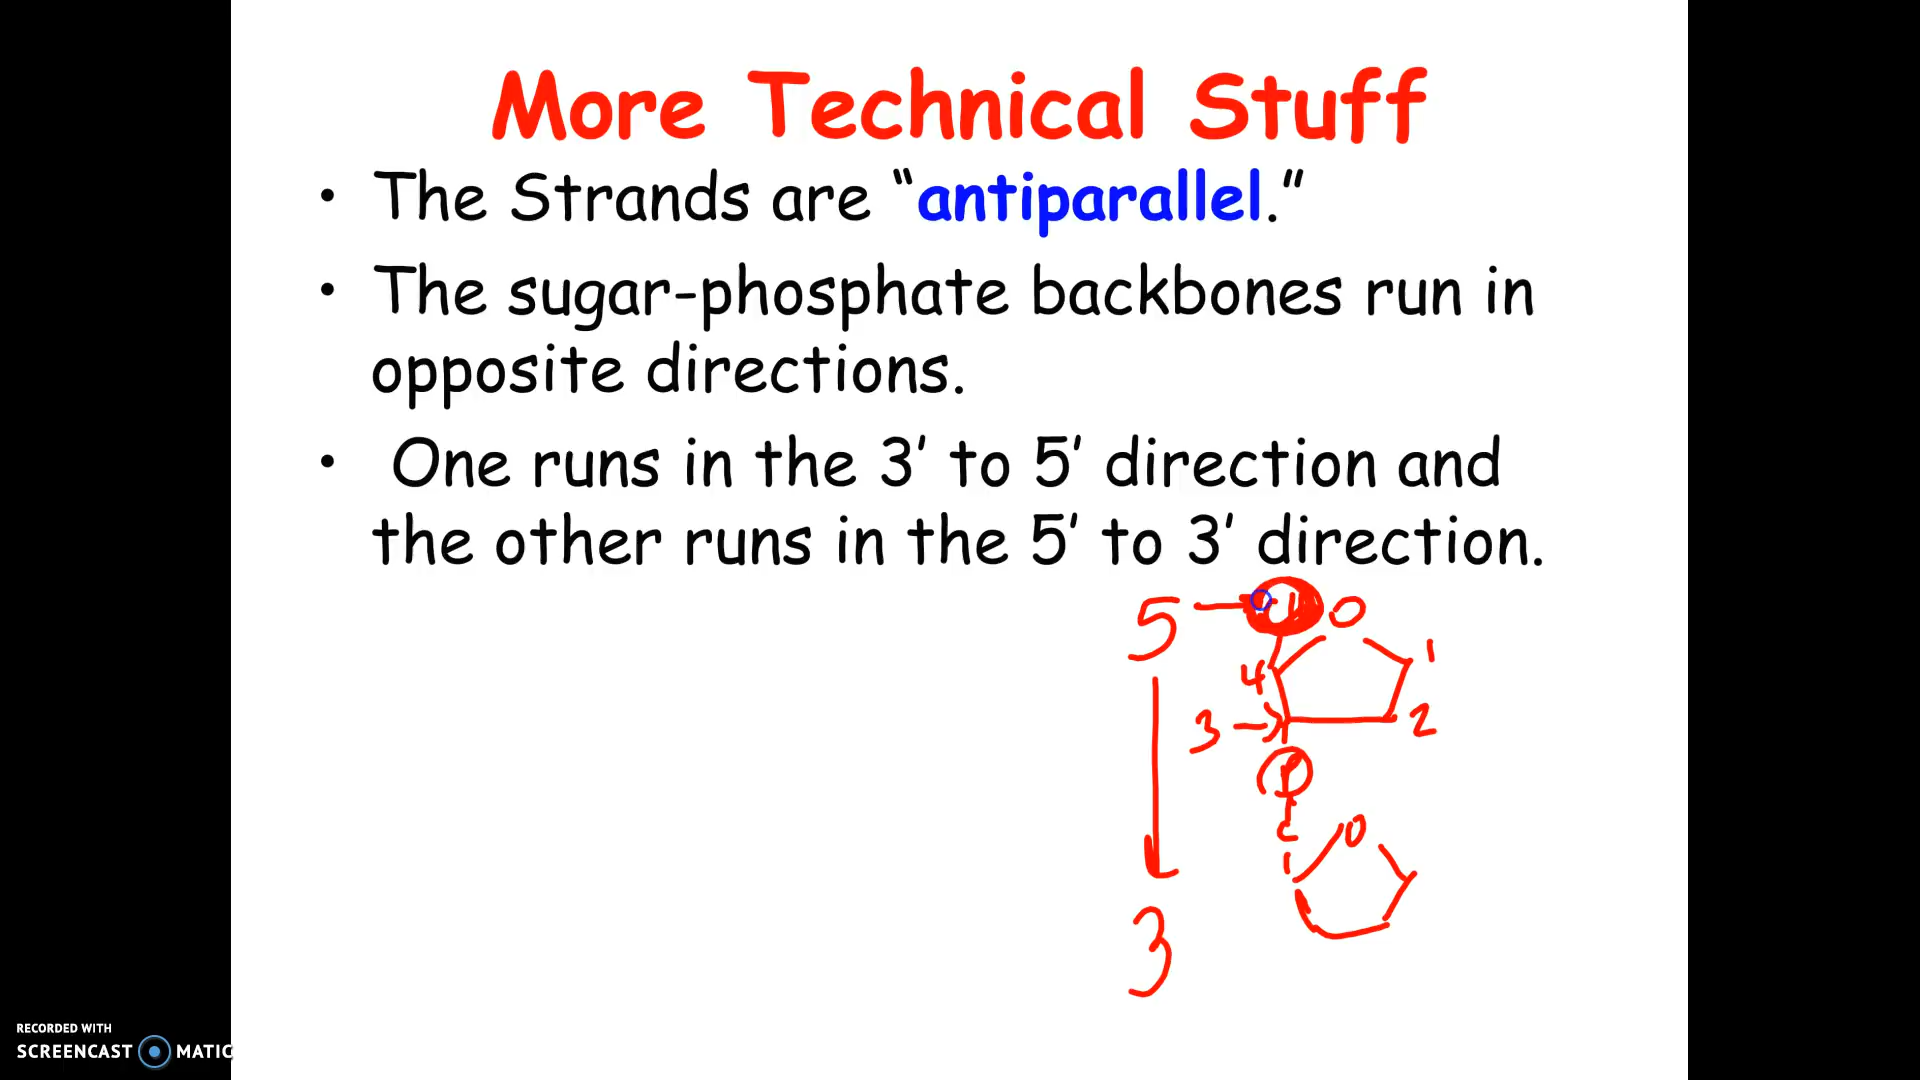 More Technical Stuff
• The Strands are “antiparallel.”
• The sugar-phosphate backbones run in
opposite directions.
• One runs in the 3’ to 5’ direction and
the other runs in the 5’ to 3’ direction.
5 O
4 1
3 2
P
C
O
3
RECORDED WITH
SCREENCAST MATIC